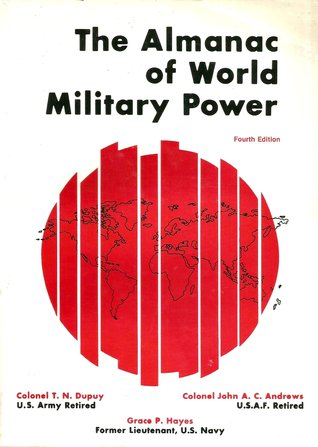 The Almanac
of World
Military Power
Fourth Edition
Colonel T. N. Dupuy
U.S. Army Retired
Colonel John A. C. Andrews
U.S.A.F. Retired
Grace P. Hayes
Former Lieutenant, U.S. Navy